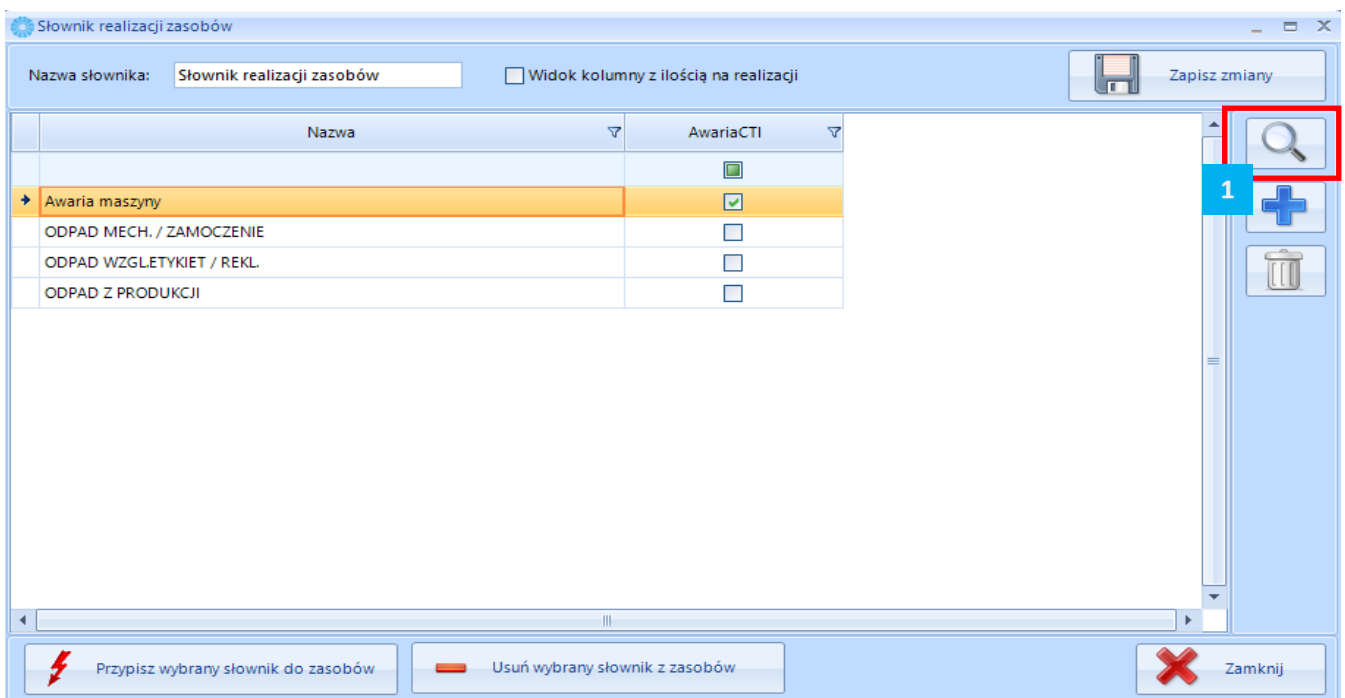 Słownik realizacji zasobów
Nazwa słownika: Słownik realizacji zasobów Widok kolumny z ilością na realizacji Zapisz zmiany
Nazwa AwariaCTI
1
Awaria maszyny
ODPAD MECH. / ZAMOCZENIE
ODPAD WZGL.ETYKIET / REKL.
ODPAD Z PRODUKCJI
Przypisz wybrany słownik do zasobów Usuń wybrany słownik z zasobów Zamknij